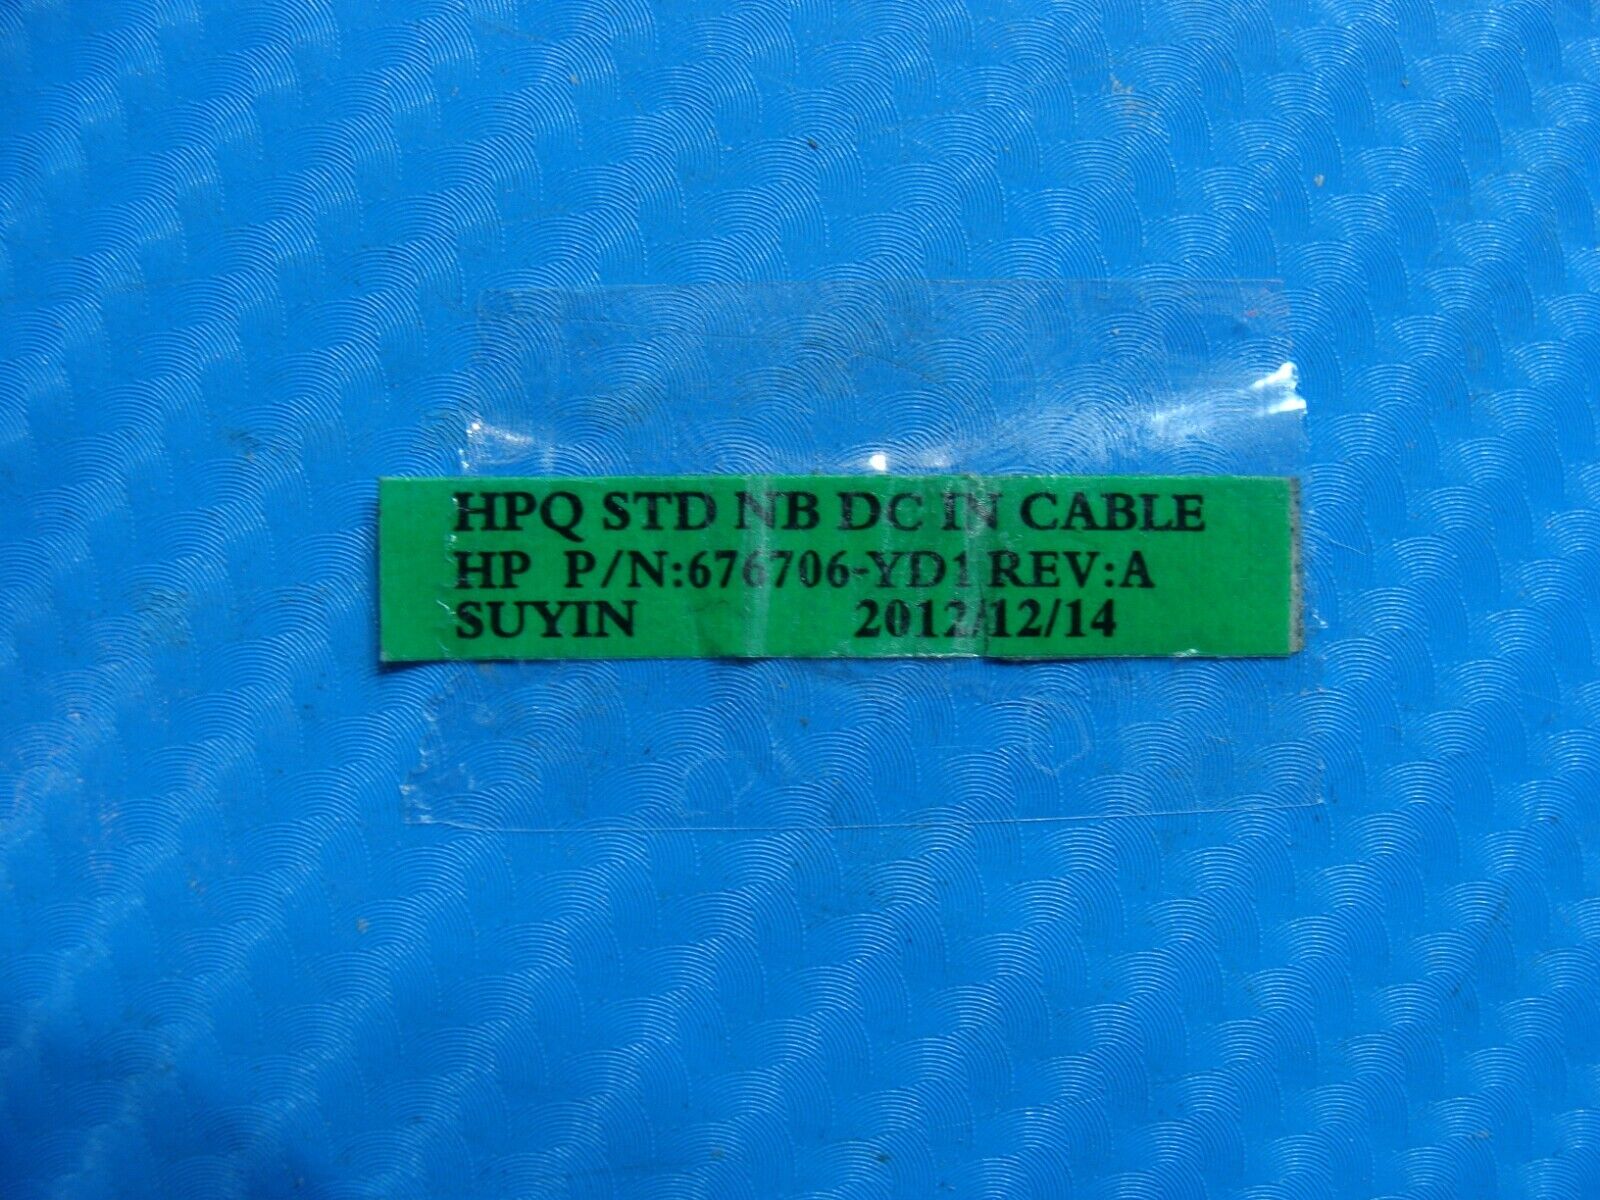 HPQ STD NB DC IN CABLE
HP P/N:676706-YD1 REV:A
SUYIN 2012/12/14